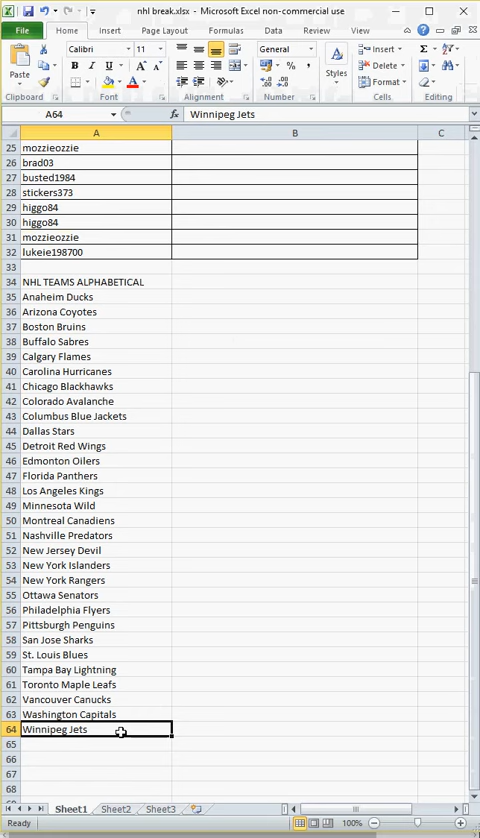 nhl break.xlsx - Microsoft Excel non-commercial use
File Home Insert Page Layout Formulas Data Review View
Calibri 11 General Insert
Paste Styles Delete
Format
Clipboard Font Alignment Number Cells Editing
A64 fx Winnipeg Jets
A B C
25 mozzieozzie
26 brad03
27 busted1984
28 stickers373
29 higgo84
30 higgo84
31 mozzieozzie
32 lukeie198700
33
34 NHL TEAMS ALPHABETICAL
35 Anaheim Ducks
36 Arizona Coyotes
37 Boston Bruins
38 Buffalo Sabres
39 Calgary Flames
40 Carolina Hurricanes
41 Chicago Blackhawks
42 Colorado Avalanche
43 Columbus Blue Jackets
44 Dallas Stars
45 Detroit Red Wings
46 Edmonton Oilers
47 Florida Panthers
48 Los Angeles Kings
49 Minnesota Wild
50 Montreal Canadiens
51 Nashville Predators
52 New Jersey Devil
53 New York Islanders
54 New York Rangers
55 Ottawa Senators
56 Philadelphia Flyers
57 Pittsburgh Penguins
58 San Jose Sharks
59 St. Louis Blues
60 Tampa Bay Lightning
61 Toronto Maple Leafs
62 Vancouver Canucks
63 Washington Capitals
64 Winnipeg Jets
65
66
67
68
Sheet1 Sheet2 Sheet3
Ready 100%